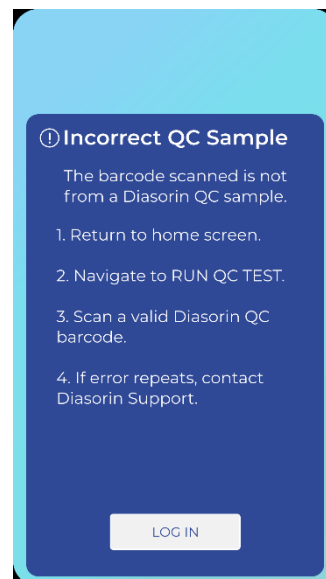 Incorrect QC Sample
The barcode scanned is not
from a Diasorin QC sample.
1. Return to home screen.
2. Navigate to RUN QC TEST.
3. Scan a valid Diasorin QC
barcode.
4. If error repeats, contact
Diasorin Support.
LOG IN